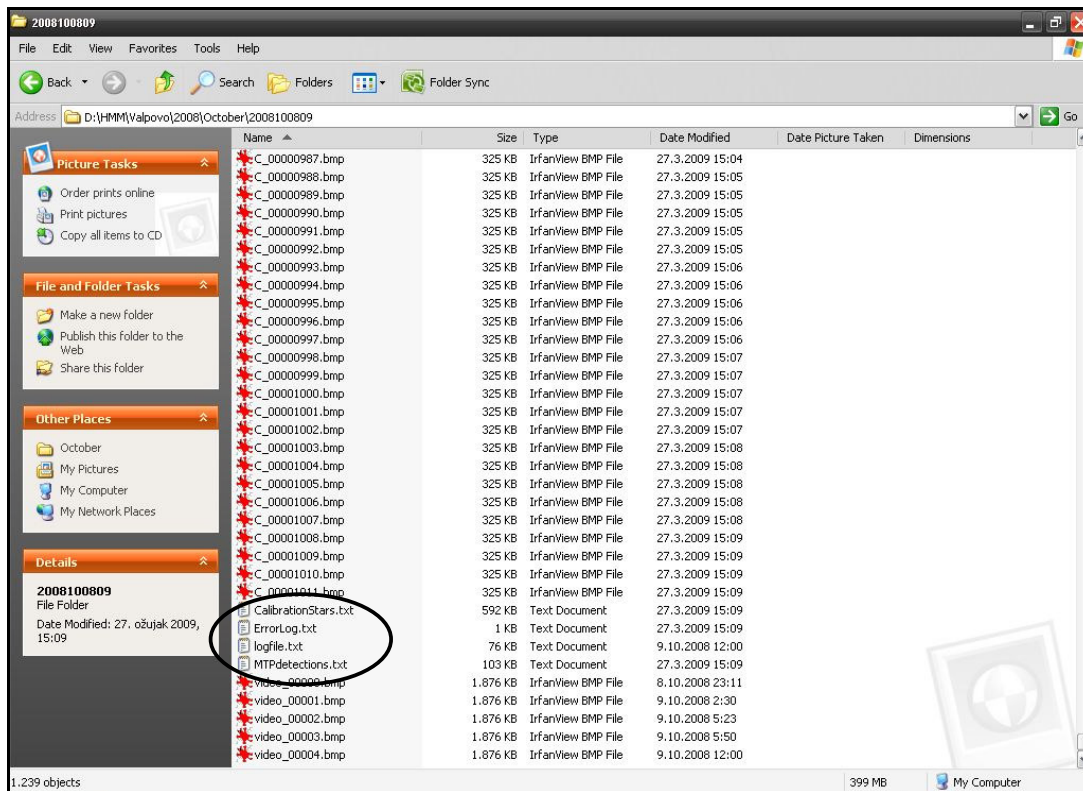 2008100809
File Edit View Favorites Tools Help
Back Search Folders Folder Sync
Address D:\HMM\Valpovo\2008\October\2008100809 Go
Name Size Type Date Modified Date Picture Taken Dimensions
Picture Tasks
Order prints online
Print pictures
Copy all items to CD
File and Folder Tasks
Make a new folder
Publish this folder to the
Web
Share this folder
Other Places
October
My Pictures
My Computer
My Network Places
Details
2008100809
File Folder
Date Modified: 27. ožujak 2009,
15:09
C_00000987.bmp 325 KB IrfanView BMP File 27.3.2009 15:04
C_00000988.bmp 325 KB IrfanView BMP File 27.3.2009 15:05
C_00000989.bmp 325 KB IrfanView BMP File 27.3.2009 15:05
C_00000990.bmp 325 KB IrfanView BMP File 27.3.2009 15:05
C_00000991.bmp 325 KB IrfanView BMP File 27.3.2009 15:05
C_00000992.bmp 325 KB IrfanView BMP File 27.3.2009 15:05
C_00000993.bmp 325 KB IrfanView BMP File 27.3.2009 15:06
C_00000994.bmp 325 KB IrfanView BMP File 27.3.2009 15:06
C_00000995.bmp 325 KB IrfanView BMP File 27.3.2009 15:06
C_00000996.bmp 325 KB IrfanView BMP File 27.3.2009 15:06
C_00000997.bmp 325 KB IrfanView BMP File 27.3.2009 15:06
C_00000998.bmp 325 KB IrfanView BMP File 27.3.2009 15:07
C_00000999.bmp 325 KB IrfanView BMP File 27.3.2009 15:07
C_00001000.bmp 325 KB IrfanView BMP File 27.3.2009 15:07
C_00001001.bmp 325 KB IrfanView BMP File 27.3.2009 15:07
C_00001002.bmp 325 KB IrfanView BMP File 27.3.2009 15:07
C_00001003.bmp 325 KB IrfanView BMP File 27.3.2009 15:08
C_00001004.bmp 325 KB IrfanView BMP File 27.3.2009 15:08
C_00001005.bmp 325 KB IrfanView BMP File 27.3.2009 15:08
C_00001006.bmp 325 KB IrfanView BMP File 27.3.2009 15:08
C_00001007.bmp 325 KB IrfanView BMP File 27.3.2009 15:08
C_00001008.bmp 325 KB IrfanView BMP File 27.3.2009 15:09
C_00001009.bmp 325 KB IrfanView BMP File 27.3.2009 15:09
C_00001010.bmp 325 KB IrfanView BMP File 27.3.2009 15:09
C_00001011.bmp 325 KB IrfanView BMP File 27.3.2009 15:09
CalibrationStars.txt 592 KB Text Document 27.3.2009 15:09
ErrorLog.txt 1 KB Text Document 27.3.2009 15:09
logfile.txt 76 KB Text Document 9.10.2008 12:00
MTPdetections.txt 103 KB Text Document 27.3.2009 15:09
video_00000.bmp 1.876 KB IrfanView BMP File 8.10.2008 23:11
video_00001.bmp 1.876 KB IrfanView BMP File 9.10.2008 2:30
video_00002.bmp 1.876 KB IrfanView BMP File 9.10.2008 5:23
video_00003.bmp 1.876 KB IrfanView BMP File 9.10.2008 5:50
video_00004.bmp 1.876 KB IrfanView BMP File 9.10.2008 12:00
1.239 objects 399 MB My Computer